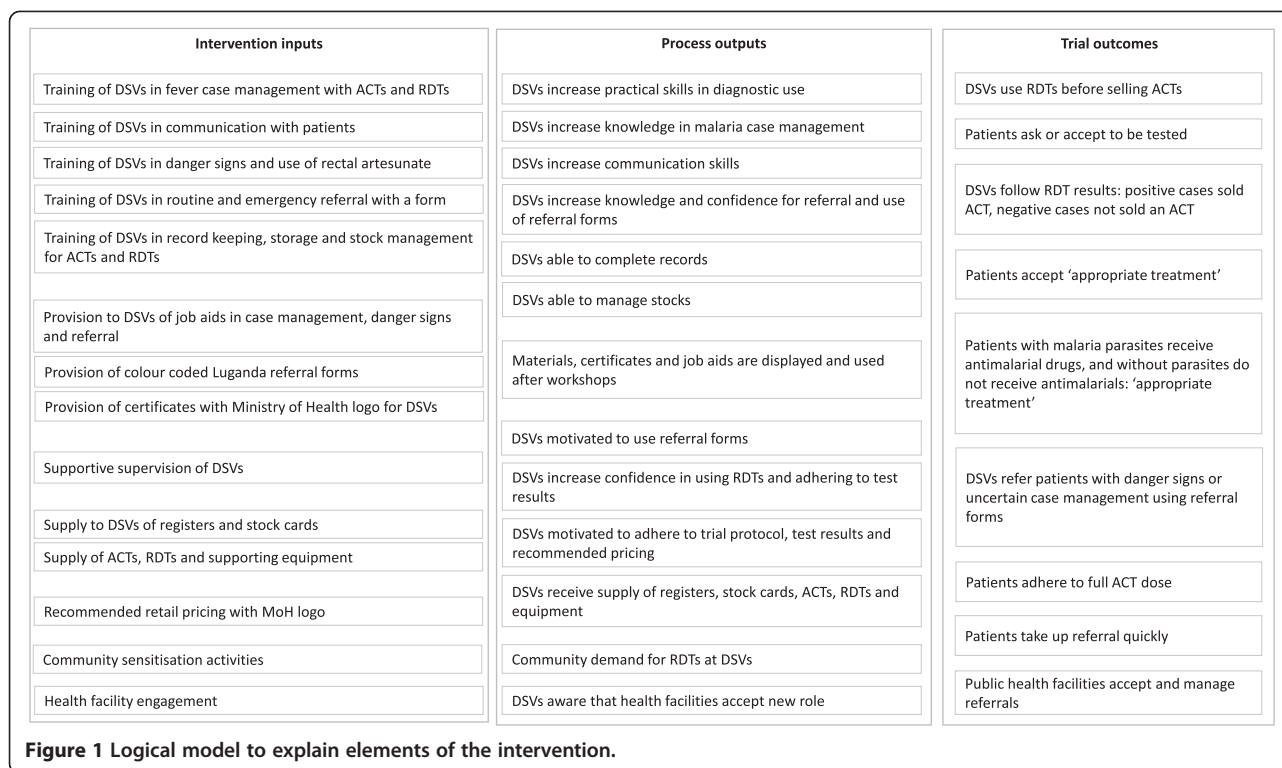 Intervention inputs
Training of DSVs in fever case management with ACTs and RDTs
Training of DSVs in communication with patients
Training of DSVs in danger signs and use of rectal artesunate
Training of DSVs in routine and emergency referral with a form
Training of DSVs in record keeping, storage and stock management
for ACTs and RDTs
Provision to DSVs of job aids in case management, danger signs
and referral
Provision of colour coded Luganda referral forms
Provision of certificates with Ministry of Health logo for DSVs
Supportive supervision of DSVs
Supply to DSVs of registers and stock cards
Supply of ACTs, RDTs and supporting equipment
Recommended retail pricing with MoH logo
Community sensitisation activities
Health facility engagement
Process outputs
DSVs increase practical skills in diagnostic use
DSVs increase knowledge in malaria case management
DSVs increase communication skills
DSVs increase knowledge and confidence for referral and use
of referral forms
DSVs able to complete records
DSVs able to manage stocks
Materials, certificates and job aids are displayed and used
after workshops
DSVs motivated to use referral forms
DSVs increase confidence in using RDTs and adhering to test
results
DSVs motivated to adhere to trial protocol, test results and
recommended pricing
DSVs receive supply of registers, stock cards, ACTs, RDTs and
equipment
Community demand for RDTs at DSVs
DSVs aware that health facilities accept new role
Trial outcomes
DSVs use RDTs before selling ACTs
Patients ask or accept to be tested
DSVs follow RDT results: positive cases sold
ACT, negative cases not sold an ACT
Patients accept ‘appropriate treatment’
Patients with malaria parasites receive
antimalarial drugs, and without parasites do
not receive antimalarials: ‘appropriate
treatment’
DSVs refer patients with danger signs or
uncertain case management using referral
forms
Patients adhere to full ACT dose
Patients take up referral quickly
Public health facilities accept and manage
referrals
Figure 1 Logical model to explain elements of the intervention.